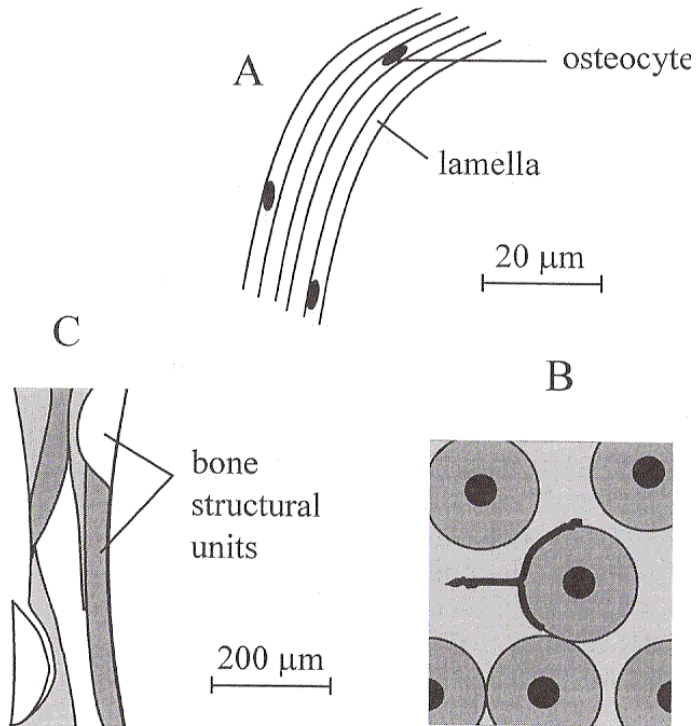 A
osteocyte
lamella
20 μm
C
B
bone
structural
units
200 μm